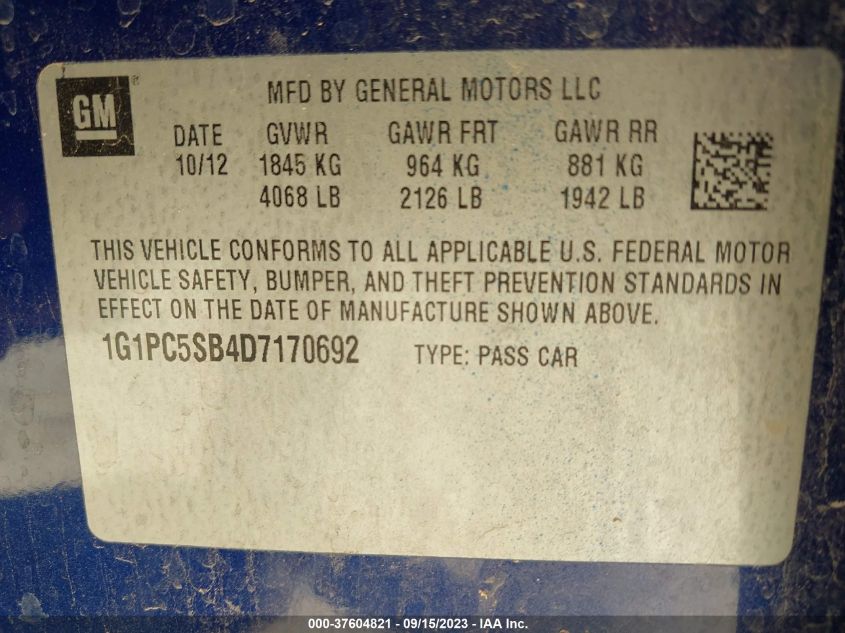 GM®
MFD BY GENERAL MOTORS LLC
DATE GVWR GAWR FRT GAWR RR
10/12 1845 KG 964 KG 881 KG
4068 LB 2126 LB 1942 LB
THIS VEHICLE CONFORMS TO ALL APPLICABLE U.S. FEDERAL MOTOR
VEHICLE SAFETY, BUMPER, AND THEFT PREVENTION STANDARDS IN
EFFECT ON THE DATE OF MANUFACTURE SHOWN ABOVE.
1G1PC5SB4D7170692 TYPE: PASS CAR
000-37604821 - 09/15/2023 - IAA Inc.